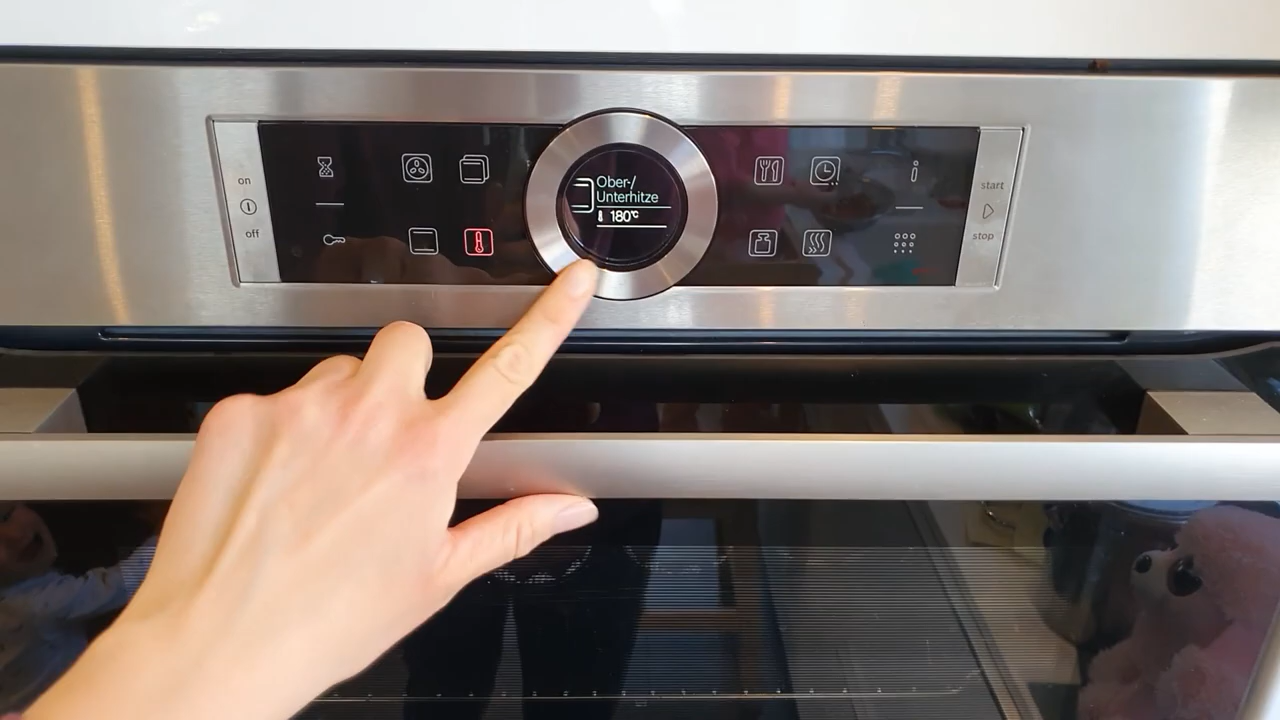 on
off
Ober-/
Unterhitze
180°C
i
start
stop